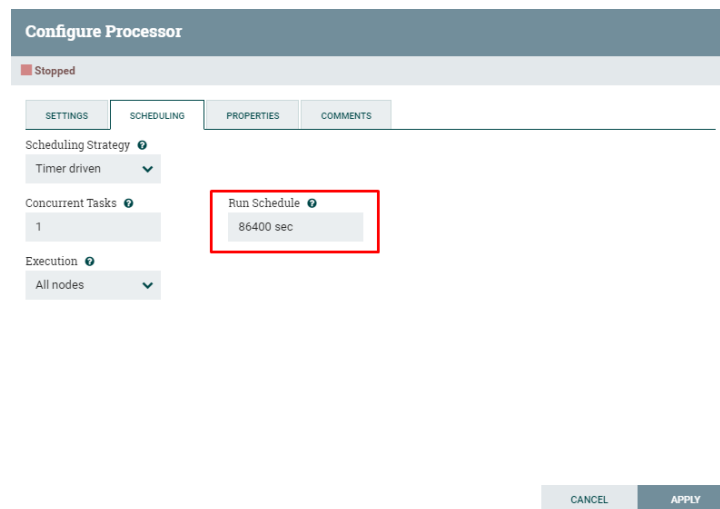 Configure Processor
Stopped
SETTINGS SCHEDULING PROPERTIES COMMENTS
Scheduling Strategy ?
Timer driven
Concurrent Tasks ? Run Schedule ?
1 86400 sec
Execution ?
All nodes
CANCEL APPLY